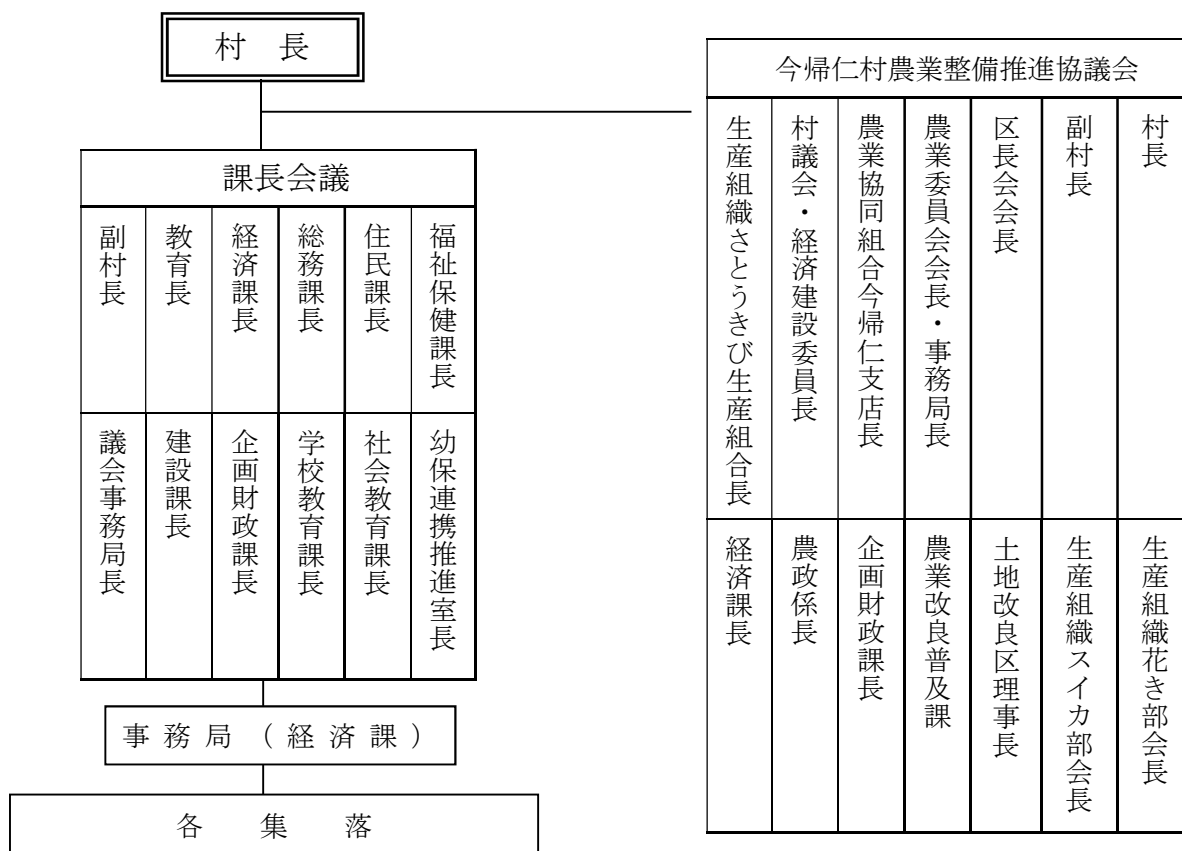 村 長
課長会議
副村長
教育長
経済課長
総務課長
住民課長
福祉保健課長
議会事務局長
建設課長
企画財政課長
学校教育課長
社会教育課長
幼保連携推進室長
事務局(経済課)
各 集 落
今帰仁村農業整備推進協議会
村長
副村長
区長会会長
農業委員会会長・事務局長
農業協同組合今帰仁支店長
村議会・経済建設委員長
生産組織さとうきび生産組合長
生産組織花き部会長
生産組織スイカ部会長
土地改良区理事長
農業改良普及課
企画財政課長
農政係長
経済課長